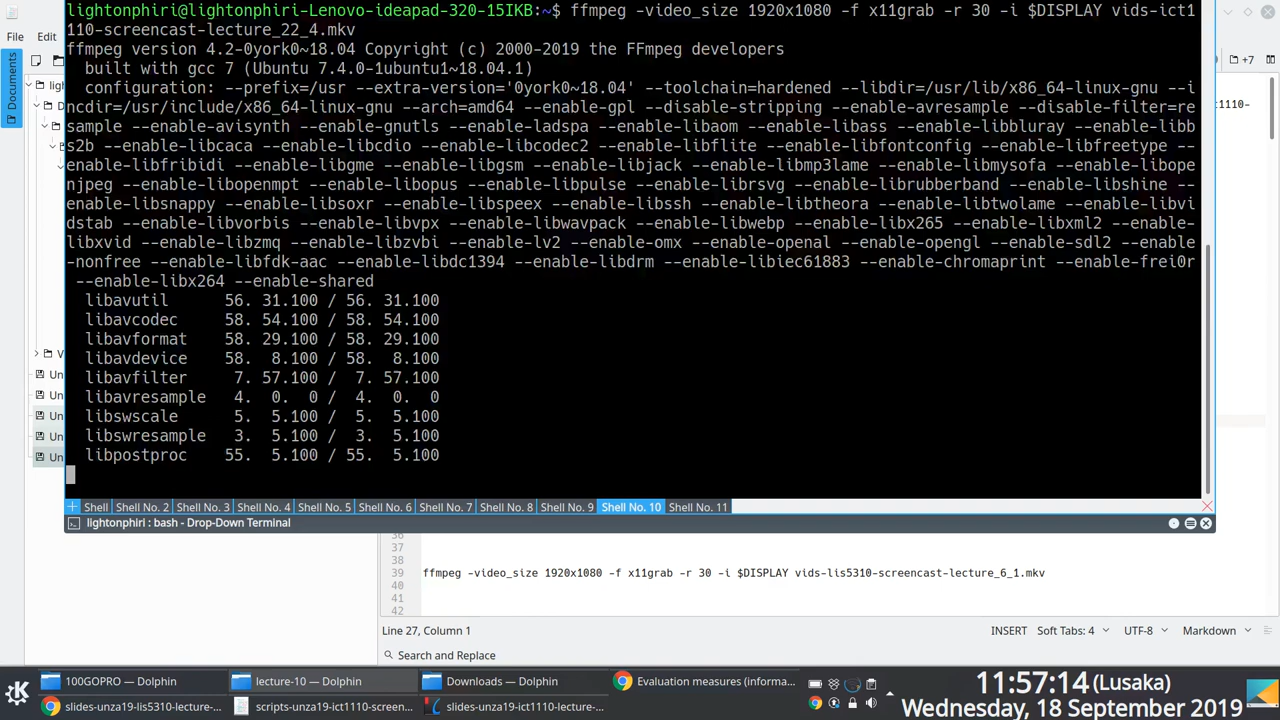 lightonphiri@lightonphiri-Lenovo-ideapad-320-15IKB:~$ ffmpeg -video_size 1920x1080 -f x11grab -r 30 -i $DISPLAY vids-ict1
110-screencast-lecture_22_4.mkv
ffmpeg version 4.2-0york0~18.04 Copyright (c) 2000-2019 the FFmpeg developers
built with gcc 7 (Ubuntu 7.4.0-1ubuntu1~18.04.1)
configuration: --prefix=/usr --extra-version='0york0~18.04' --toolchain=hardened --libdir=/usr/lib/x86_64-linux-gnu --i
ncdir=/usr/include/x86_64-linux-gnu --arch=amd64 --enable-gpl --disable-stripping --enable-avresample --disable-filter=re
sample --enable-avisynth --enable-gnutls --enable-ladspa --enable-libaom --enable-libass --enable-libbluray --enable-libb
s2b --enable-libcaca --enable-libcdio --enable-libcodec2 --enable-libflite --enable-libfontconfig --enable-libfreetype --
enable-libfribidi --enable-libgme --enable-libgsm --enable-libjack --enable-libmp3lame --enable-libmysofa --enable-libope
njpeg --enable-libopenmpt --enable-libopus --enable-libpulse --enable-librsvg --enable-librubberband --enable-libshine --
enable-libsnappy --enable-libsoxr --enable-libspeex --enable-libssh --enable-libtheora --enable-libtwolame --enable-libvi
dstab --enable-libvorbis --enable-libvpx --enable-libwavpack --enable-libwebp --enable-libx265 --enable-libxml2 --enable-
libxvid --enable-libzmq --enable-libzvbi --enable-lv2 --enable-omx --enable-openal --enable-opengl --enable-sdl2 --enable
-nonfree --enable-libfdk-aac --enable-libdc1394 --enable-libdrm --enable-libiec61883 --enable-chromaprint --enable-frei0r
--enable-libx264 --enable-shared
libavutil 56. 31.100 / 56. 31.100
libavcodec 58. 54.100 / 58. 54.100
libavformat 58. 29.100 / 58. 29.100
libavdevice 58. 8.100 / 58. 8.100
libavfilter 7. 57.100 / 7. 57.100
libavresample 4. 0. 0 / 4. 0. 0
libswscale 5. 5.100 / 5. 5.100
libswresample 3. 5.100 / 3. 5.100
libpostproc 55. 5.100 / 55. 5.100
Shell Shell No. 2 Shell No. 3 Shell No. 4 Shell No. 5 Shell No. 6 Shell No. 7 Shell No. 8 Shell No. 9 Shell No. 10 Shell No. 11
lightonphiri : bash - Drop-Down Terminal
File Edit
+7
Documents
ligh
D
t1110-
V
Un
Un
Un
Un
Un
36
37
38
39 ffmpeg -video_size 1920x1080 -f x11grab -r 30 -i $DISPLAY vids-lis5310-screencast-lecture_6_1.mkv
40
41
42
Line 27, Column 1 INSERT Soft Tabs: 4 UTF-8 Markdown
Search and Replace
100GOPRO — Dolphin lecture-10 — Dolphin Downloads — Dolphin Evaluation measures (informa...
slides-unza19-lis5310-lecture-... scripts-unza19-ict1110-screen... slides-unza19-ict1110-lecture-...
11:57:14 (Lusaka)
Wednesday, 18 September 2019